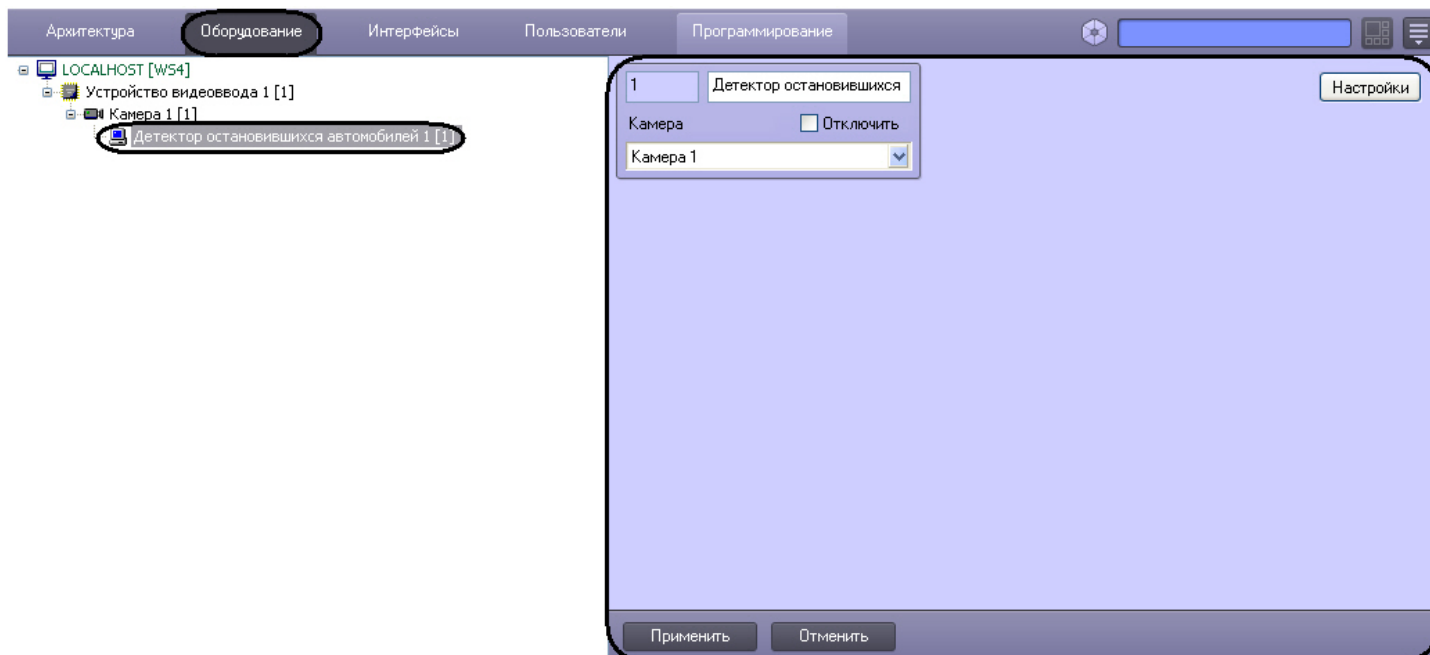 Архитектура Оборудование Интерфейсы Пользователи Программирование
LOCALHOST [WS4]
Устройство видеоввода 1 [1]
Камера 1 [1]
Детектор остановившихся автомобилей 1 [1]
1 Детектор остановившихся
Настройки
Камера Отключить
Камера 1
Применить Отменить